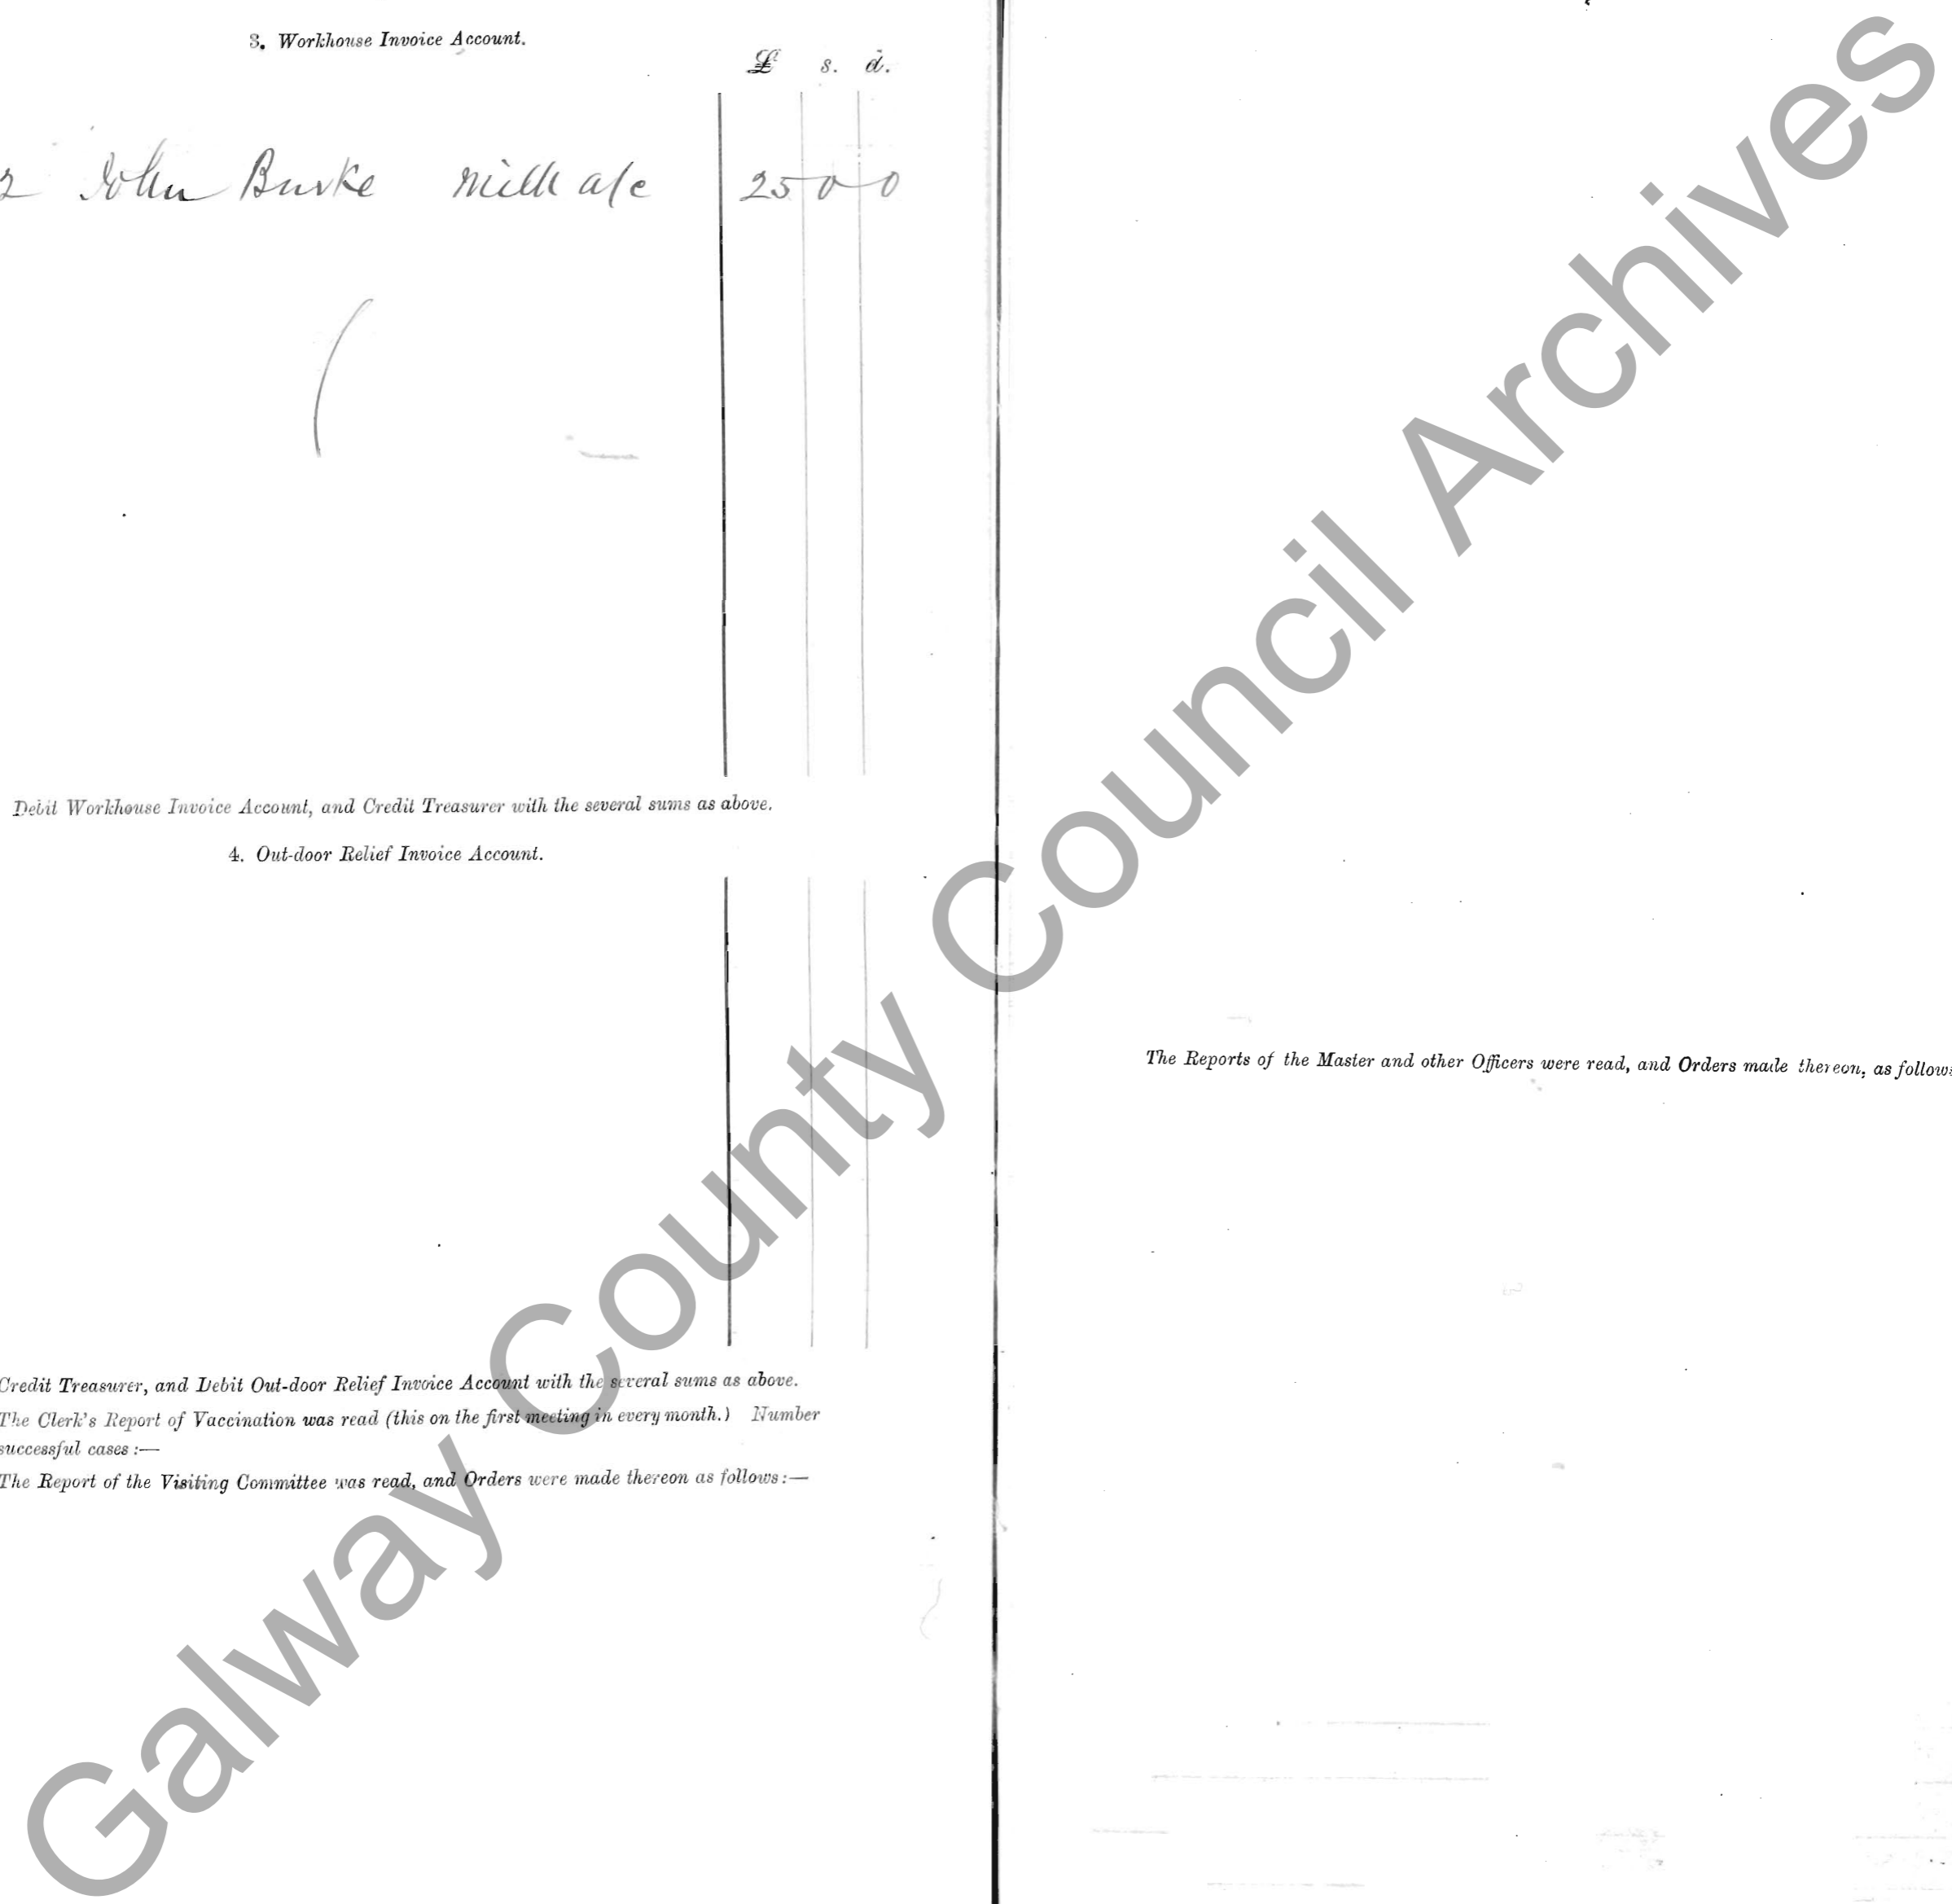 3. Workhouse Invoice Account.
£ s. d.
2 John Burke Milk a/c 25 0 0
Debit Workhouse Invoice Account, and Credit Treasurer with the several sums as above.
4. Out-door Relief Invoice Account.
Credit Treasurer, and Debit Out-door Relief Invoice Account with the several sums as above.
The Clerk's Report of Vaccination was read (this on the first meeting in every month.) Number
successful cases :—
The Report of the Visiting Committee was read, and Orders were made thereon as follows:—
The Reports of the Master and other Officers were read, and Orders made thereon, as follows
Galway County Council Archives